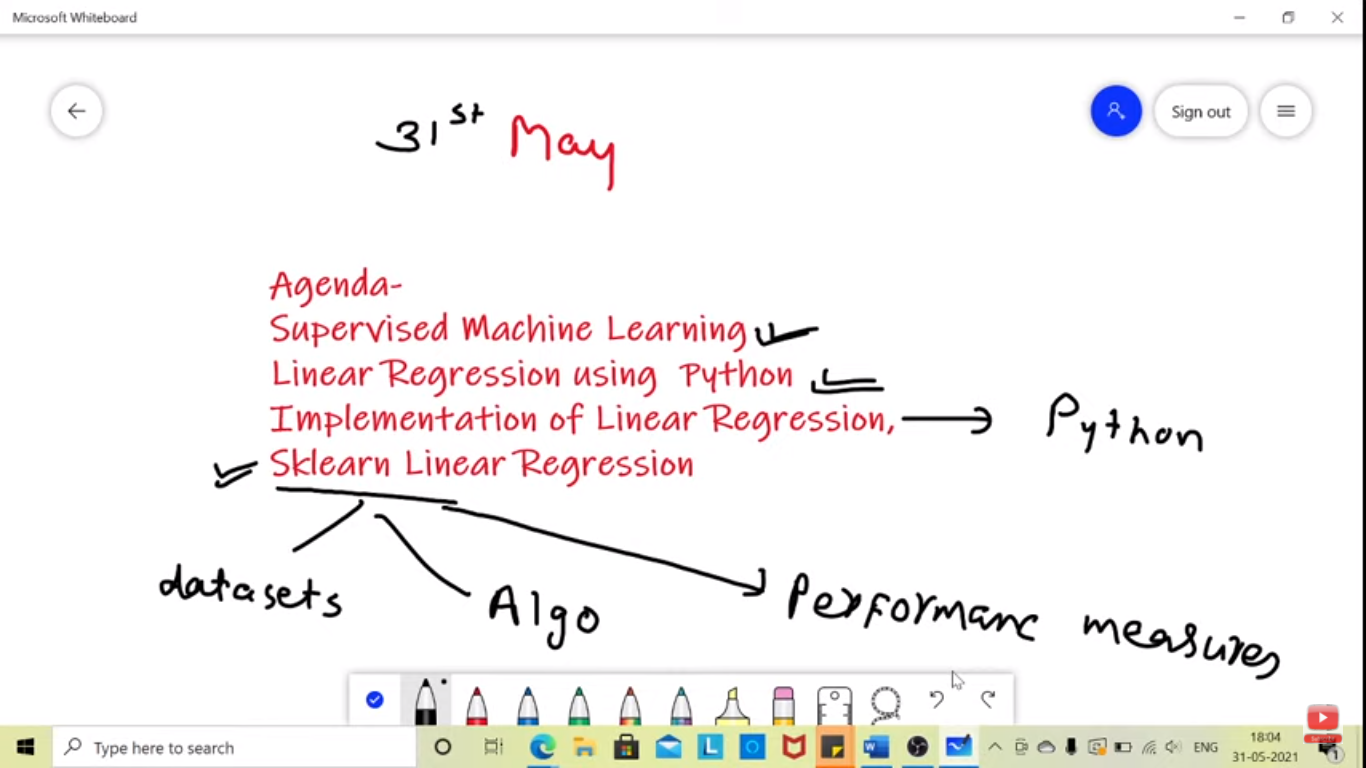 Microsoft Whiteboard
Sign out
31st May
Agenda-
Supervised Machine Learning
Linear Regression using Python
Implementation of Linear Regression,
Python
Sklearn Linear Regression
datasets
Algo
Performanc measures
Type here to search
L
W
ENG
18:04
31-05-2021
1